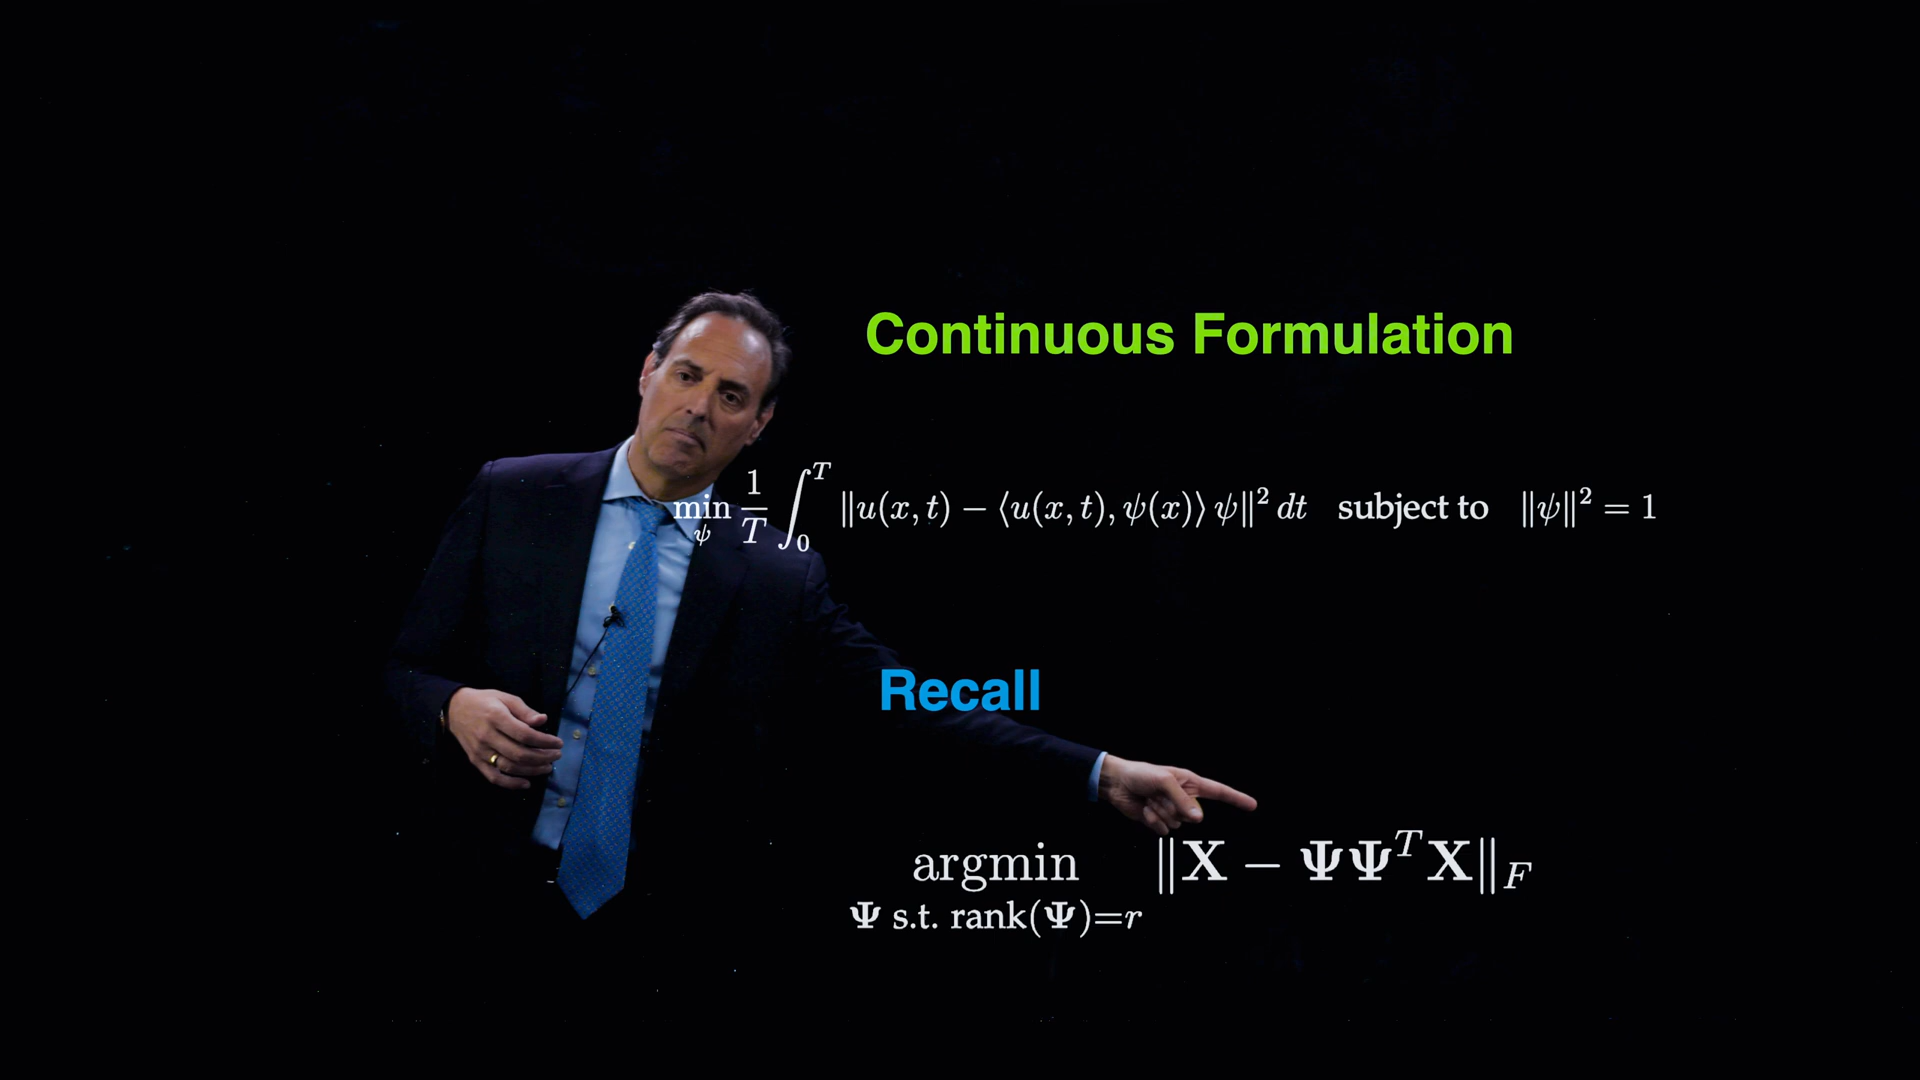 Continuous Formulation
min_ψ 1/T ∫_0^T ‖u(x, t) − ⟨u(x, t), ψ(x)⟩ ψ‖² dt subject to ‖ψ‖² = 1
Recall
argmin ‖X − ΨΨ^T X‖_F
Ψ s.t. rank(Ψ)=r